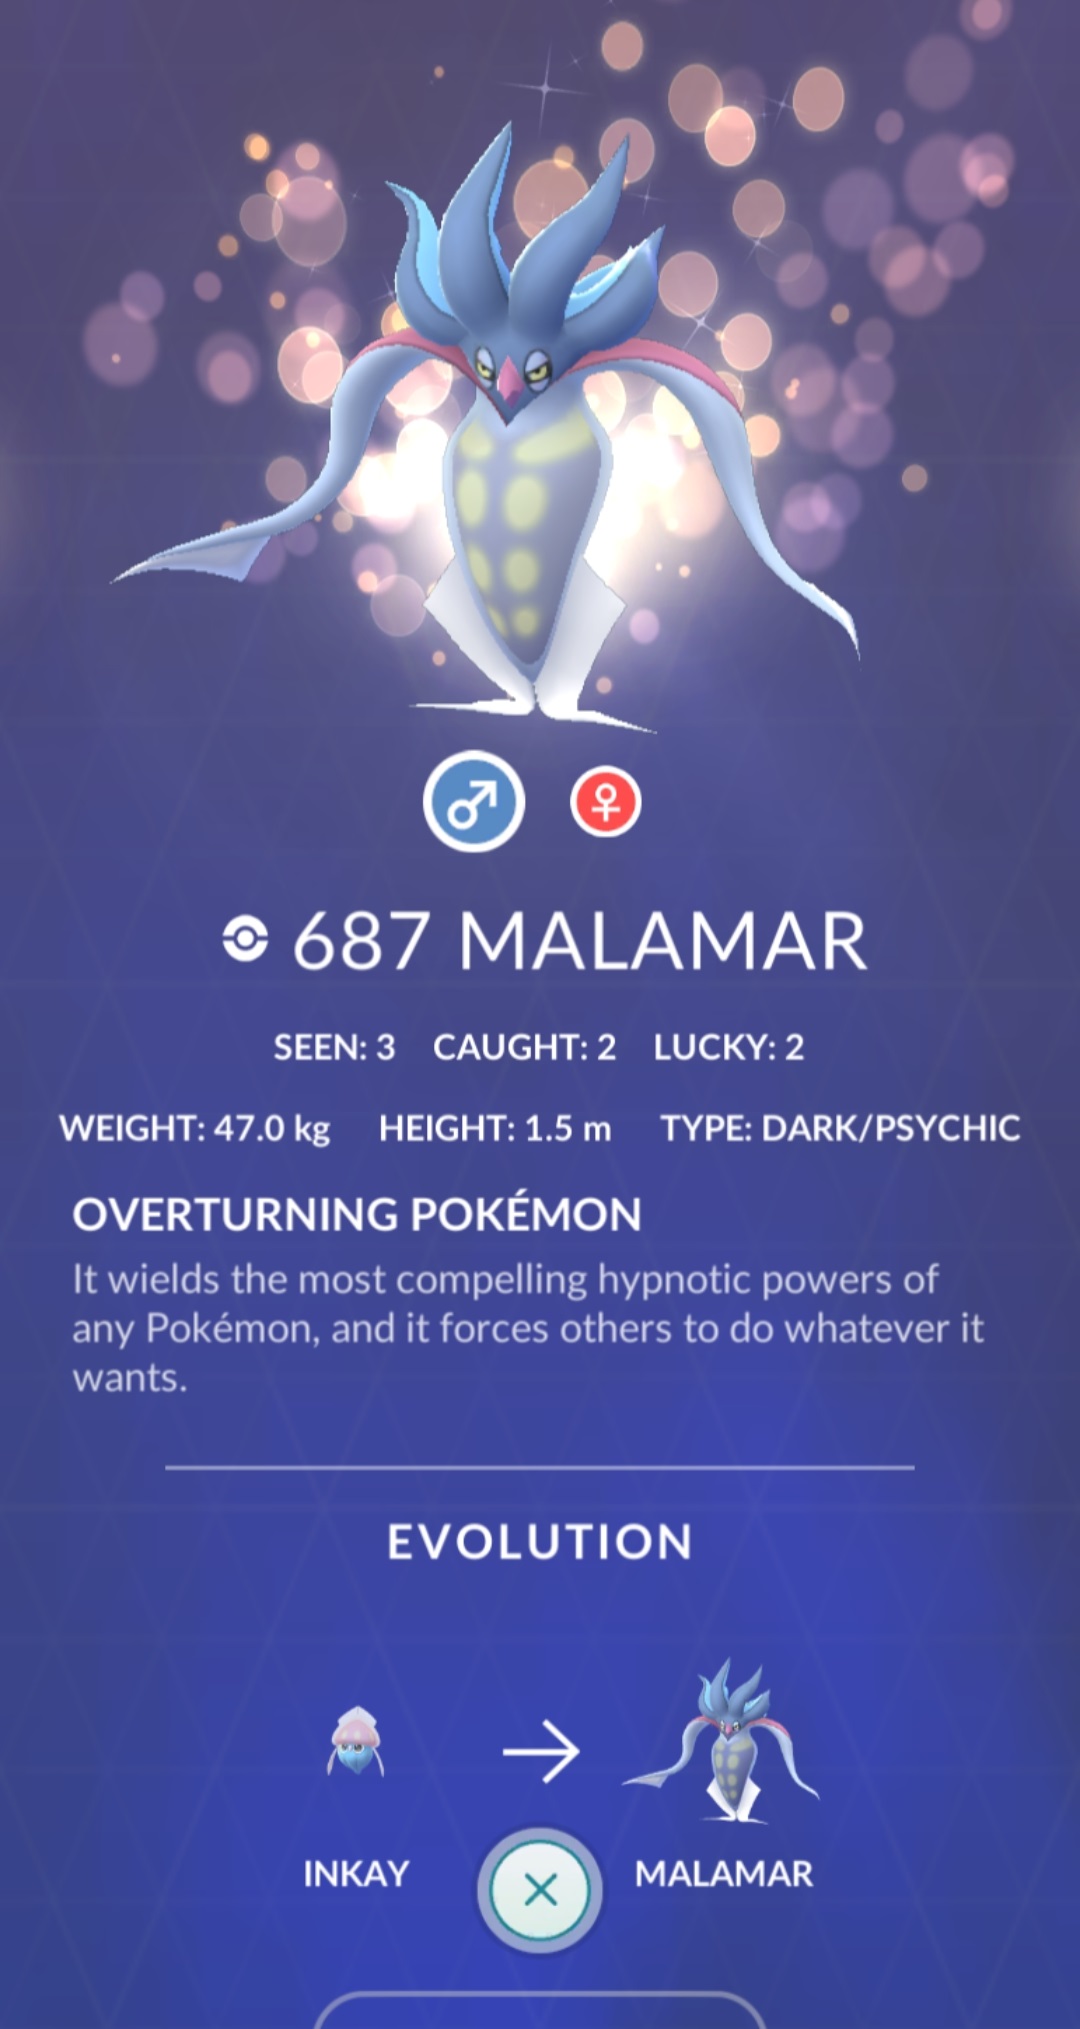 687 MALAMAR
SEEN: 3 CAUGHT: 2 LUCKY: 2
WEIGHT: 47.0 kg HEIGHT: 1.5 m TYPE: DARK/PSYCHIC
OVERTURNING POKÉMON
It wields the most compelling hypnotic powers of
any Pokémon, and it forces others to do whatever it
wants.
EVOLUTION
INKAY MALAMAR